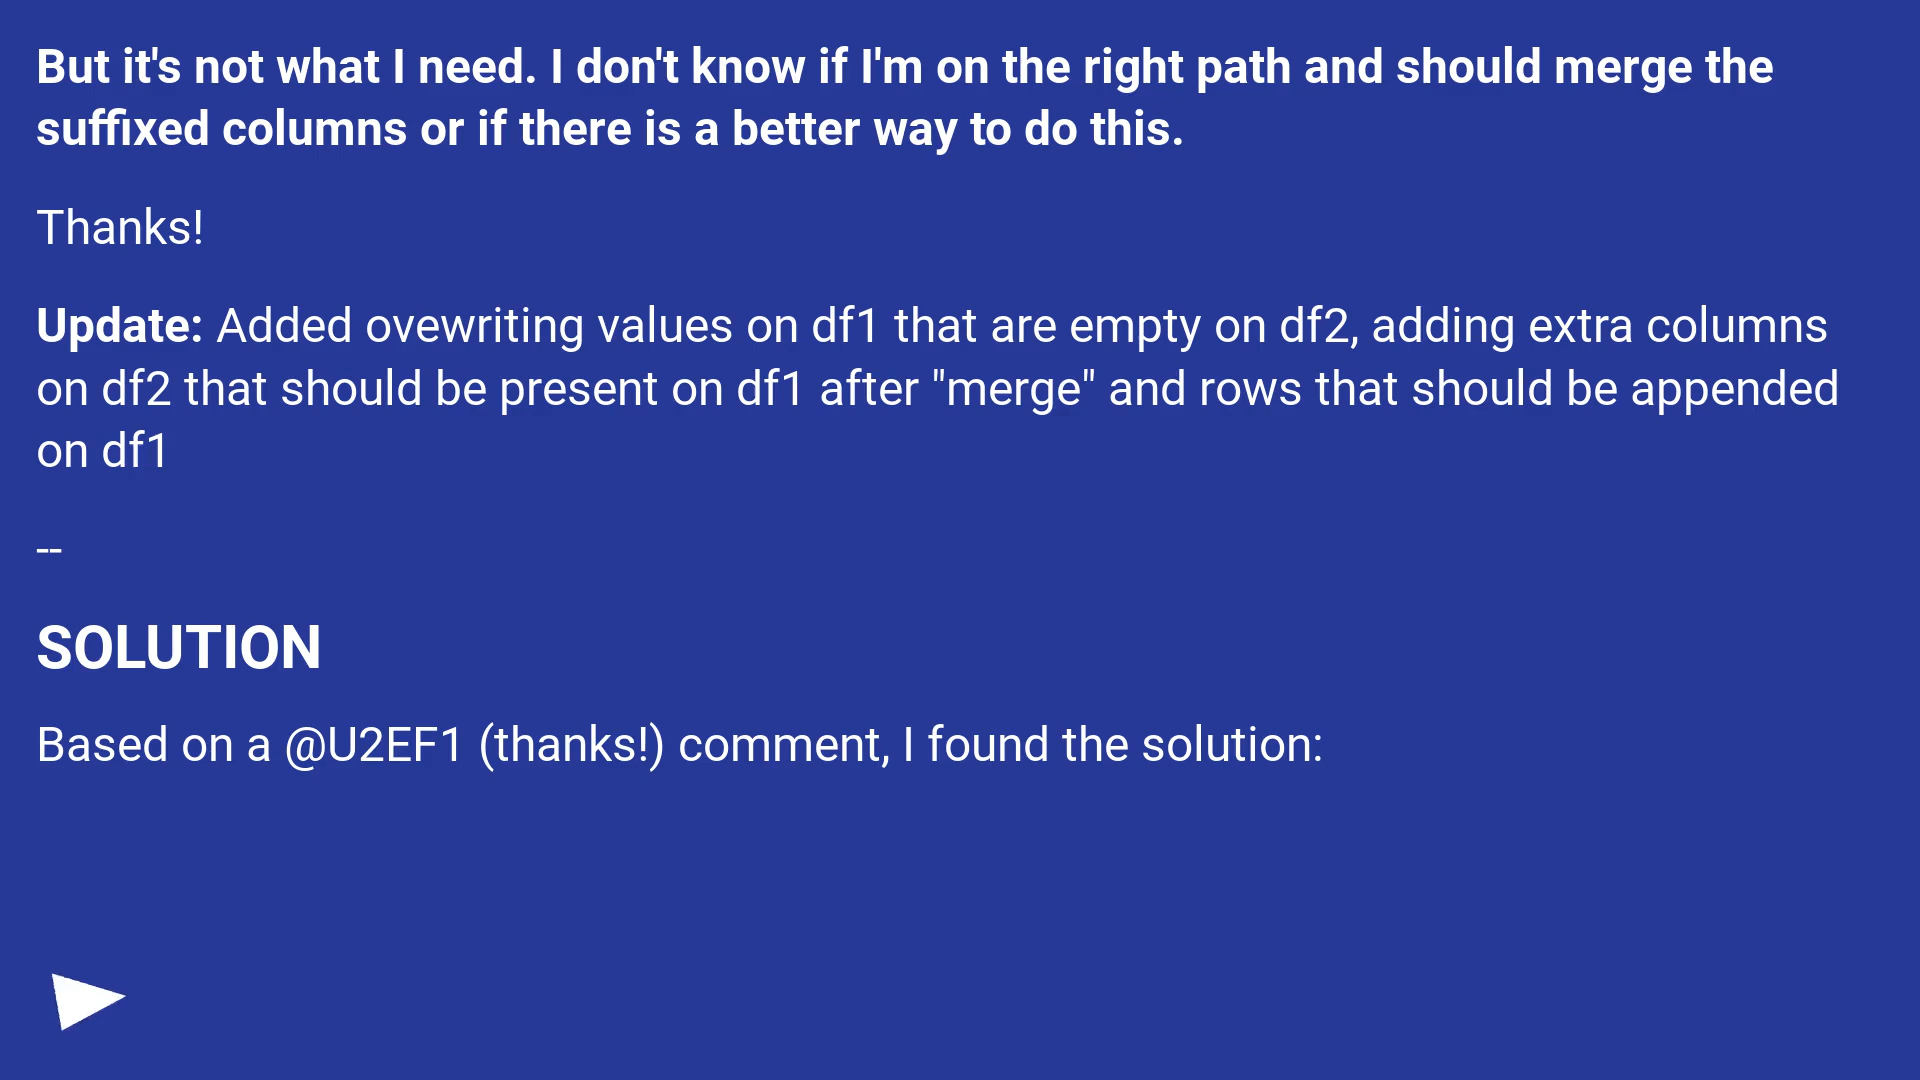 But it's not what I need. I don't know if I'm on the right path and should merge the
suffixed columns or if there is a better way to do this.
Thanks!
Update: Added ovewriting values on df1 that are empty on df2, adding extra columns
on df2 that should be present on df1 after "merge" and rows that should be appended
on df1
--
SOLUTION
Based on a @U2EF1 (thanks!) comment, I found the solution: